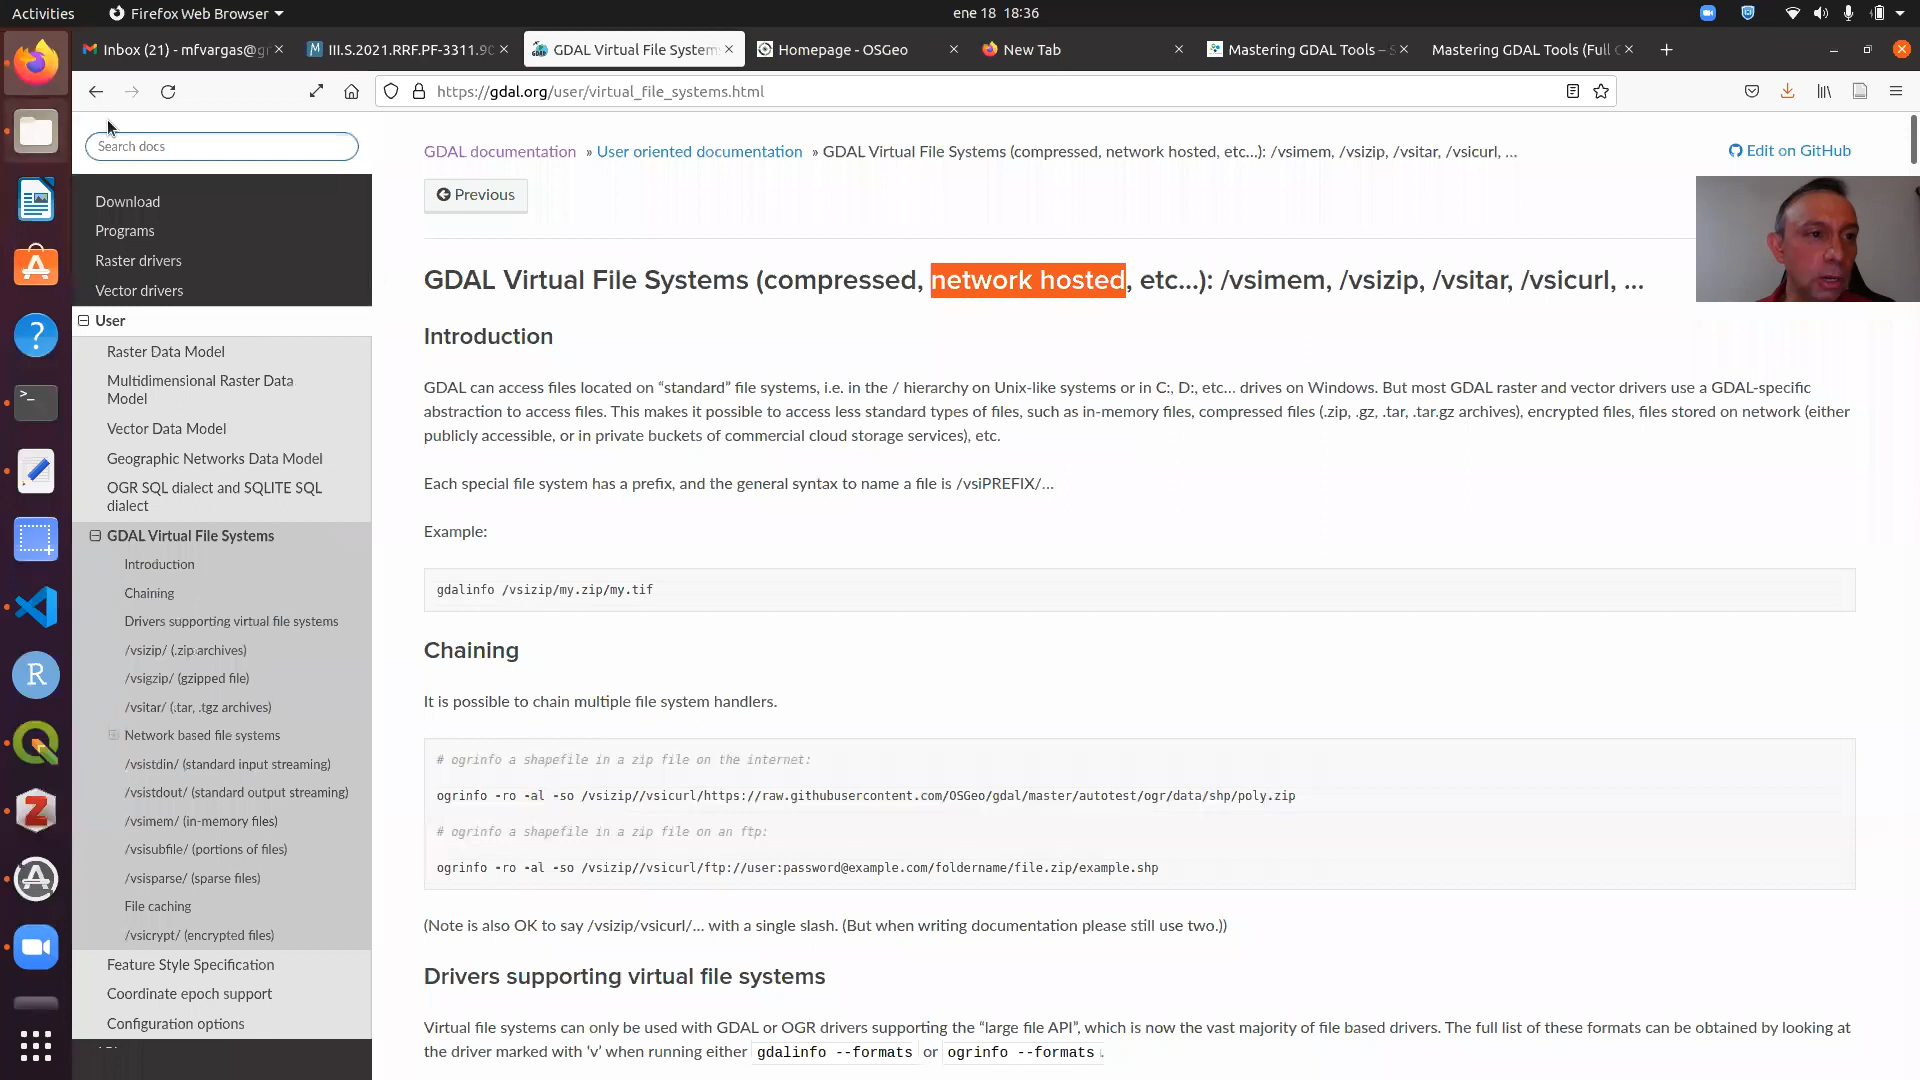 Activities
Firefox Web Browser
ene 18 18:36
Inbox (21) - mfvargas@g
III.S.2021.RRF.PF-3311.90
GDAL Virtual File System
Homepage - OSGeo
New Tab
Mastering GDAL Tools – S
Mastering GDAL Tools (Full C
https://gdal.org/user/virtual_file_systems.html
Search docs
Download
Programs
Raster drivers
Vector drivers
User
Raster Data Model
Multidimensional Raster Data
Model
Vector Data Model
Geographic Networks Data Model
OGR SQL dialect and SQLITE SQL
dialect
GDAL Virtual File Systems
Introduction
Chaining
Drivers supporting virtual file systems
/vsizip/ (.zip archives)
/vsigzip/ (gzipped file)
/vsitar/ (.tar, .tgz archives)
Network based file systems
/vsistdin/ (standard input streaming)
/vsistdout/ (standard output streaming)
/vsimem/ (in-memory files)
/vsisubfile/ (portions of files)
/vsisparse/ (sparse files)
File caching
/vsicrypt/ (encrypted files)
Feature Style Specification
Coordinate epoch support
Configuration options
GDAL documentation » User oriented documentation » GDAL Virtual File Systems (compressed, network hosted, etc...): /vsimem, /vsizip, /vsitar, /vsicurl, ...
Edit on GitHub
Previous
GDAL Virtual File Systems (compressed, network hosted, etc...): /vsimem, /vsizip, /vsitar, /vsicurl, ...
Introduction
GDAL can access files located on “standard” file systems, i.e. in the / hierarchy on Unix-like systems or in C:, D:, etc... drives on Windows. But most GDAL raster and vector drivers use a GDAL-specific
abstraction to access files. This makes it possible to access less standard types of files, such as in-memory files, compressed files (.zip, .gz, .tar, .tar.gz archives), encrypted files, files stored on network (either
publicly accessible, or in private buckets of commercial cloud storage services), etc.
Each special file system has a prefix, and the general syntax to name a file is /vsiPREFIX/...
Example:
gdalinfo /vsizip/my.zip/my.tif
Chaining
It is possible to chain multiple file system handlers.
# ogrinfo a shapefile in a zip file on the internet:
ogrinfo -ro -al -so /vsizip//vsicurl/https://raw.githubusercontent.com/OSGeo/gdal/master/autotest/ogr/data/shp/poly.zip
# ogrinfo a shapefile in a zip file on an ftp:
ogrinfo -ro -al -so /vsizip//vsicurl/ftp://user:password@example.com/foldername/file.zip/example.shp
(Note is also OK to say /vsizip/vsicurl/... with a single slash. (But when writing documentation please still use two.))
Drivers supporting virtual file systems
Virtual file systems can only be used with GDAL or OGR drivers supporting the “large file API”, which is now the vast majority of file based drivers. The full list of these formats can be obtained by looking at
the driver marked with ‘v’ when running either gdalinfo --formats or ogrinfo --formats.